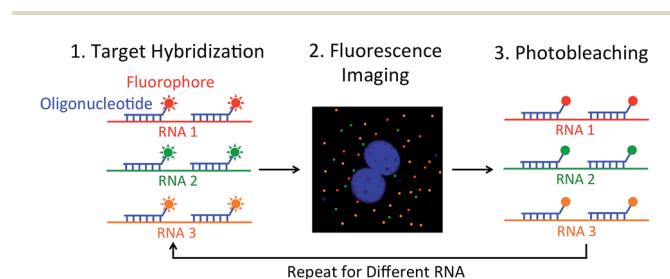 1. Target Hybridization
Fluorophore
Oligonucleotide
RNA 1
RNA 2
RNA 3
2. Fluorescence
Imaging
3. Photobleaching
RNA 1
RNA 2
RNA 3
Repeat for Different RNA